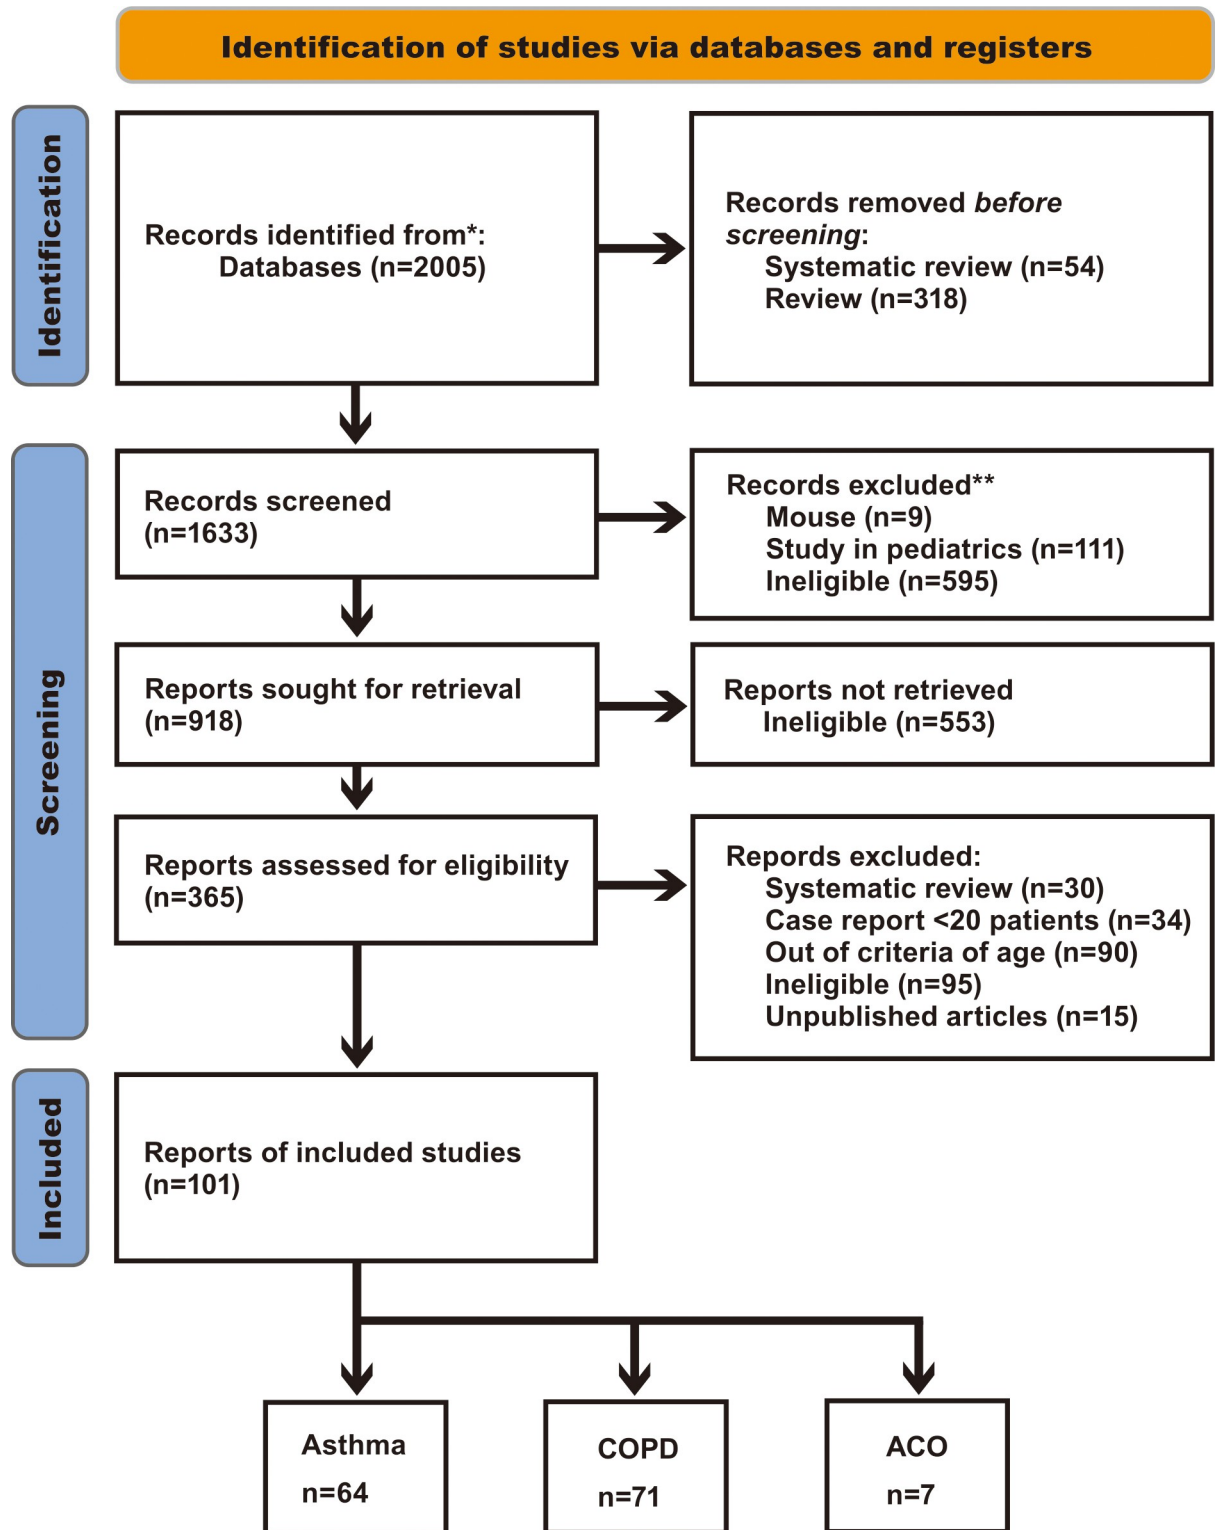 Identification of studies via databases and registers
Identification
Records identified from*:
Databases (n=2005)
Records removed before
screening:
Systematic review (n=54)
Review (n=318)
Screening
Records screened
(n=1633)
Records excluded**
Mouse (n=9)
Study in pediatrics (n=111)
Ineligible (n=595)
Reports sought for retrieval
(n=918)
Reports not retrieved
Ineligible (n=553)
Reports assessed for eligibility
(n=365)
Repords excluded:
Systematic review (n=30)
Case report <20 patients (n=34)
Out of criteria of age (n=90)
Ineligible (n=95)
Unpublished articles (n=15)
Included
Reports of included studies
(n=101)
Asthma
n=64
COPD
n=71
ACO
n=7